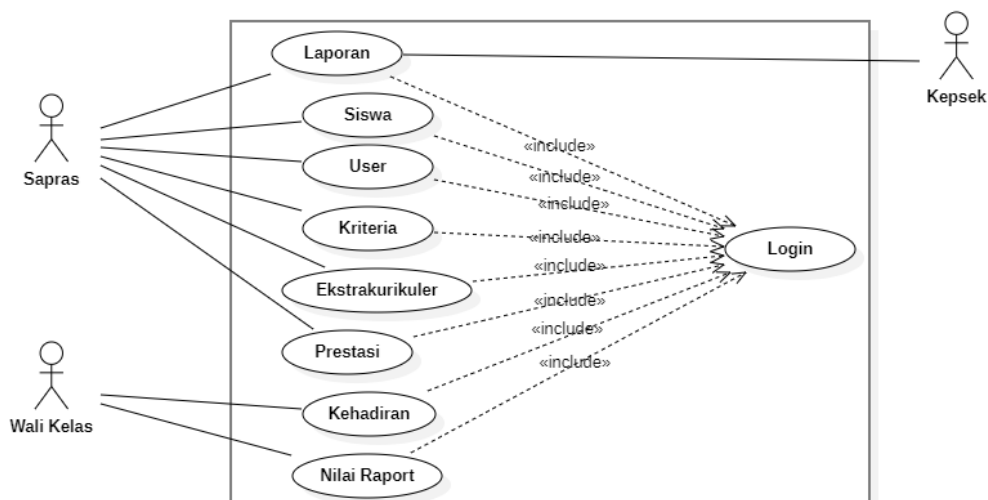 Laporan
Kepsek
Siswa
Sapras
«include»
User
«include»
«include»
Kriteria
«include»
Login
«include»
Ekstrakurikuler
«include»
Prestasi
«include»
«include»
Wali Kelas
Kehadiran
Nilai Raport